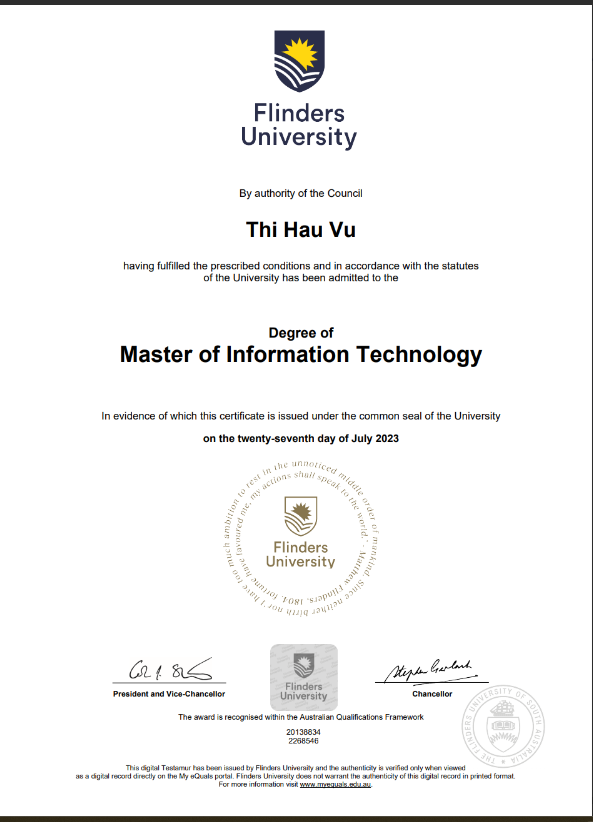 Flinders
University
By authority of the Council
Thi Hau Vu
having fulfilled the prescribed conditions and in accordance with the statutes
of the University has been admitted to the
Degree of
Master of Information Technology
In evidence of which this certificate is issued under the common seal of the University
on the twenty-seventh day of July 2023
I have too much ambition to rest in the unnoticed middle order of mankind. Since neither birth nor fortune have favoured me, my actions shall speak to the world.' - Matthew Flinders, 1804.
Flinders
University
Flinders
University
President and Vice-Chancellor
Chancellor
THE FLINDERS UNIVERSITY OF SOUTH AUSTRALIA
The award is recognised within the Australian Qualifications Framework
20138834
2268546
This digital Testamur has been issued by Flinders University and the authenticity is verified only when viewed
as a digital record directly on the My eQuals portal. Flinders University does not warrant the authenticity of this digital record in printed format.
For more information visit www.myequals.edu.au.